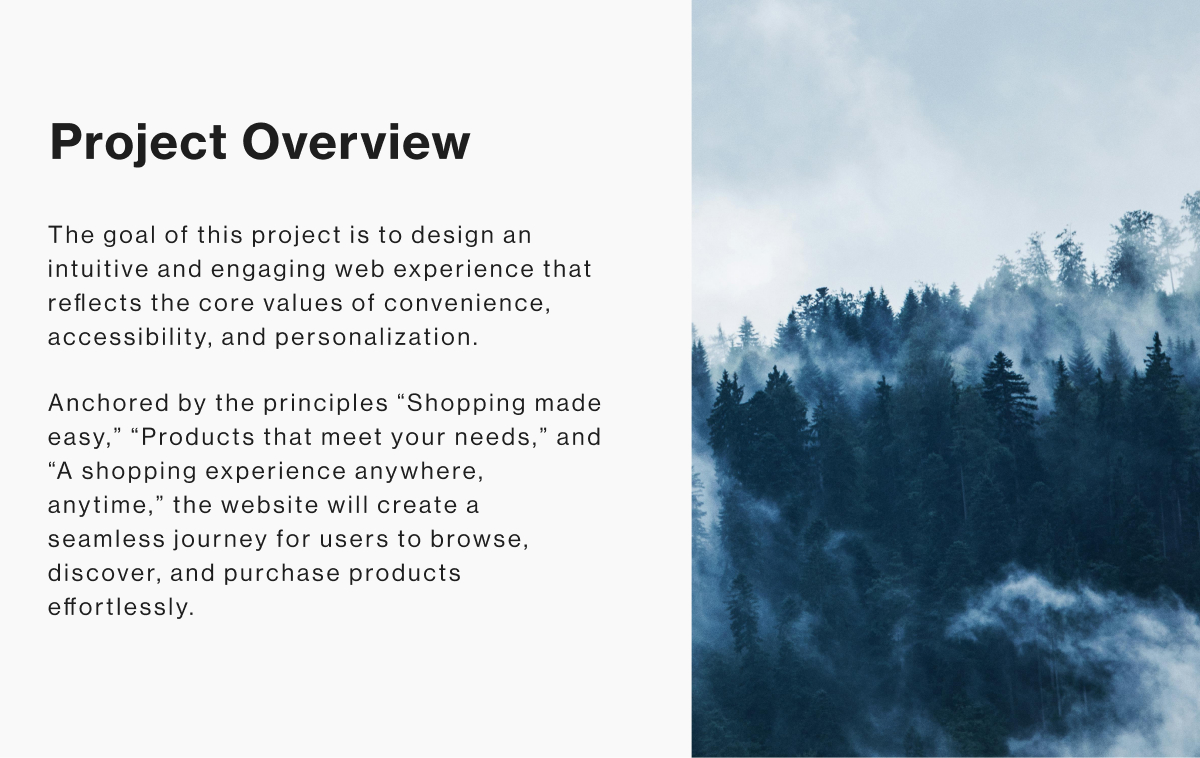 Project Overview
The goal of this project is to design an
intuitive and engaging web experience that
reflects the core values of convenience,
accessibility, and personalization.
Anchored by the principles “Shopping made
easy,” “Products that meet your needs,” and
“A shopping experience anywhere,
anytime,” the website will create a
seamless journey for users to browse,
discover, and purchase products
effortlessly.